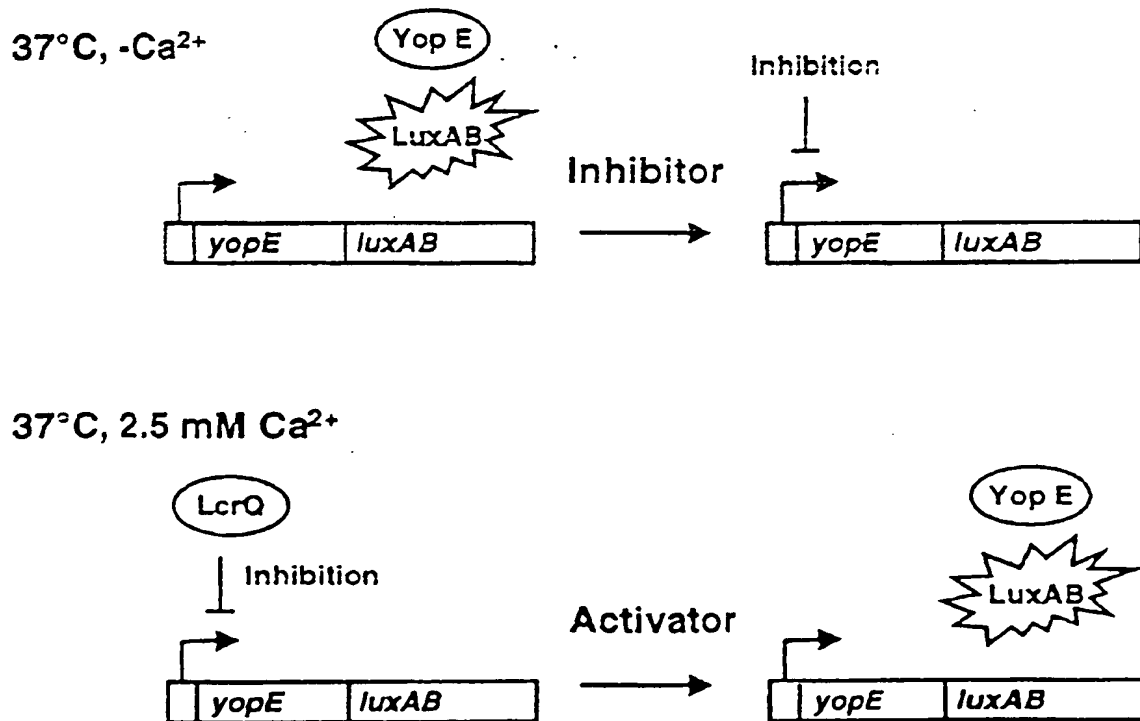 37°C, -Ca²⁺
Yop E
LuxAB
Inhibition
Inhibitor
yopE luxAB
yopE luxAB
37°C, 2.5 mM Ca²⁺
LcrQ
Inhibition
Yop E
LuxAB
Activator
yopE luxAB
yopE luxAB